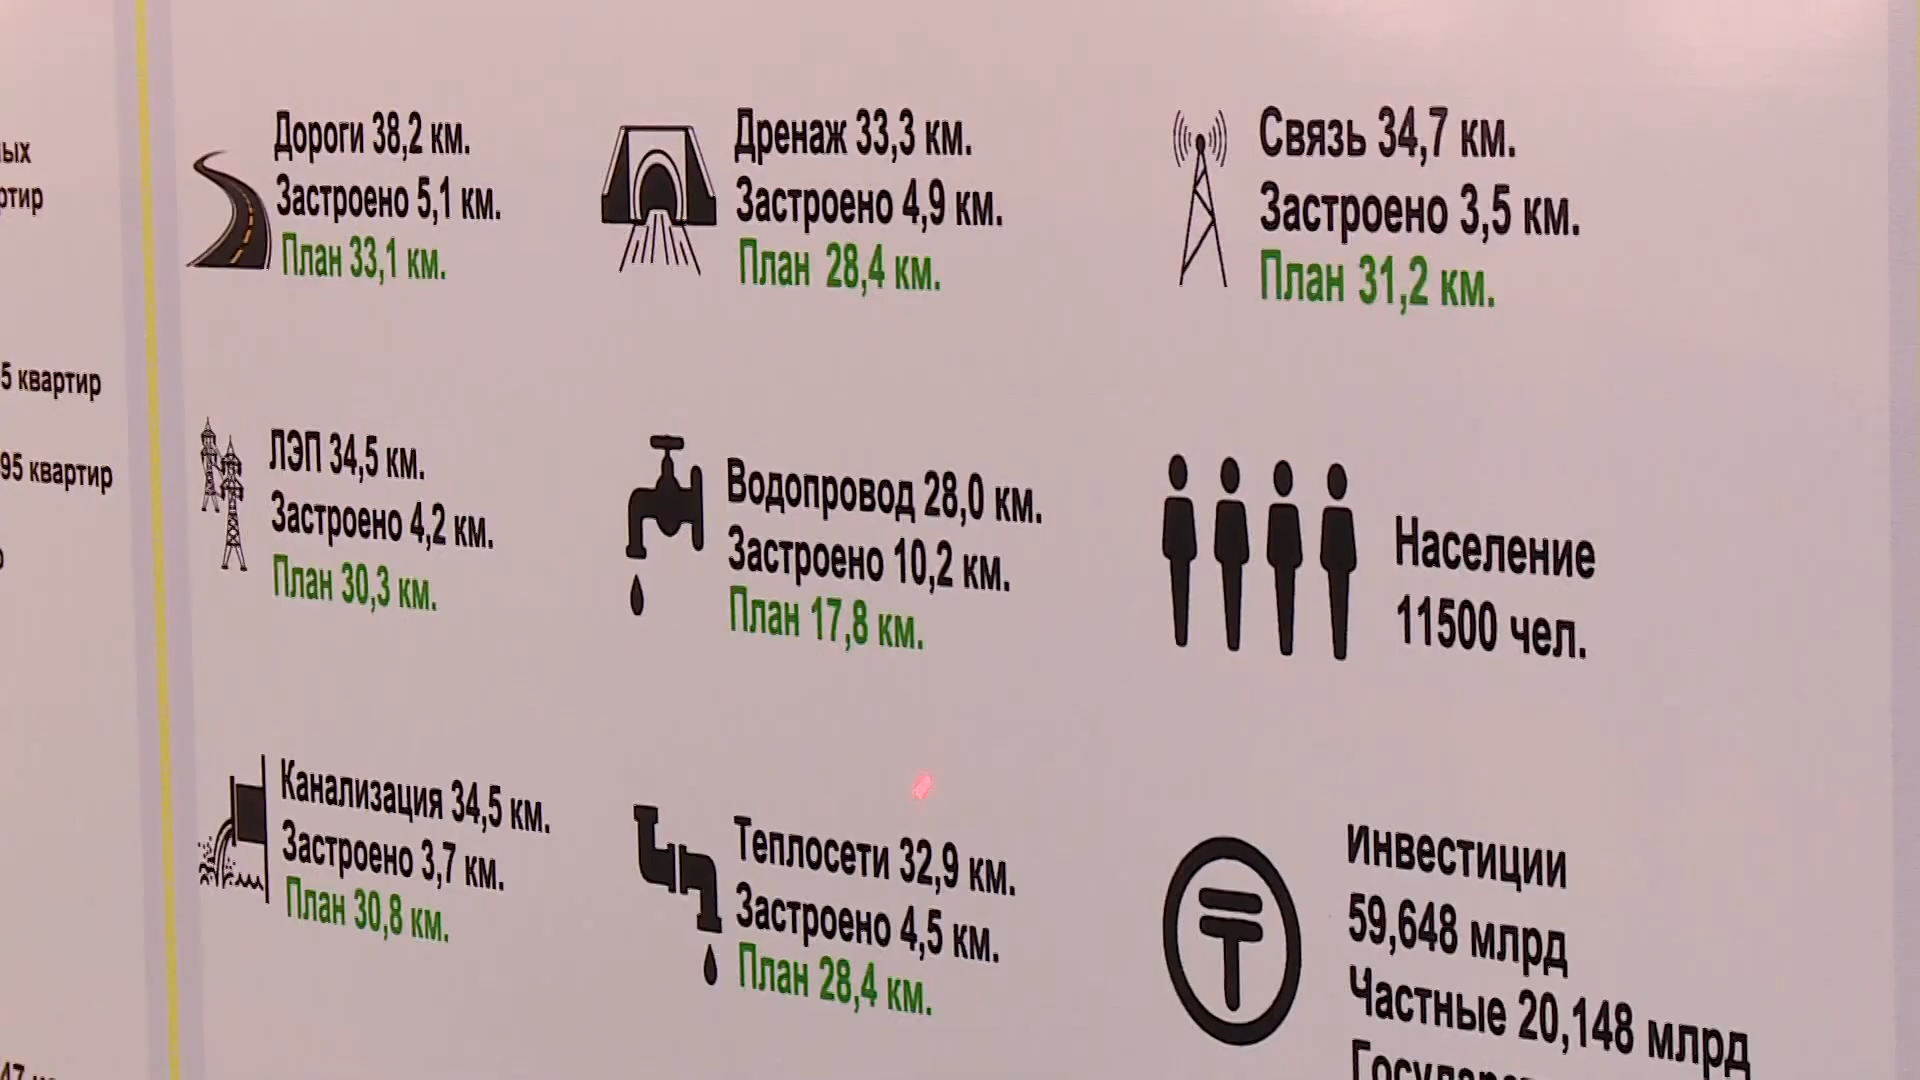 5 квартир
95 квартир
Дороги 38,2 км.
Застроено 5,1 км.
План 33,1 км.
Дренаж 33,3 км.
Застроено 4,9 км.
План 28,4 км.
Связь 34,7 км.
Застроено 3,5 км.
План 31,2 км.
ЛЭП 34,5 км.
Застроено 4,2 км.
План 30,3 км.
Водопровод 28,0 км.
Застроено 10,2 км.
План 17,8 км.
Население
11500 чел.
Канализация 34,5 км.
Застроено 3,7 км.
План 30,8 км.
Теплосети 32,9 км.
Застроено 4,5 км.
План 28,4 км.
Инвестиции
59,648 млрд
Частные 20,148 млрд